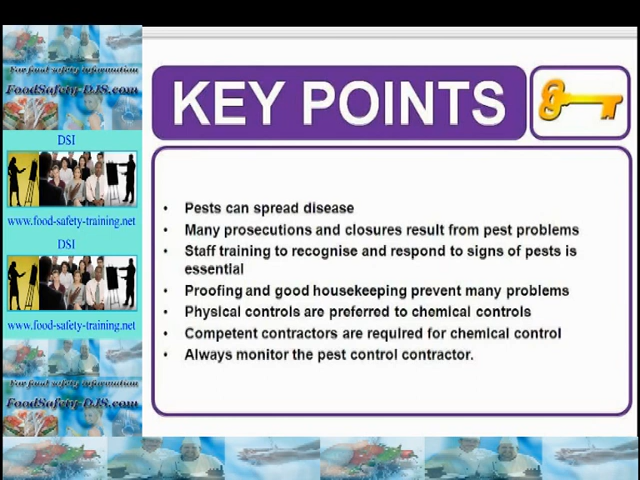 For food safety information
FoodSafety-DJS.com
DSI
www.food-safety-training.net
DSI
www.food-safety-training.net
For food safety information
FoodSafety-DJS.com
KEY POINTS
• Pests can spread disease
• Many prosecutions and closures result from pest problems
• Staff training to recognise and respond to signs of pests is
essential
• Proofing and good housekeeping prevent many problems
• Physical controls are preferred to chemical controls
• Competent contractors are required for chemical control
• Always monitor the pest control contractor.